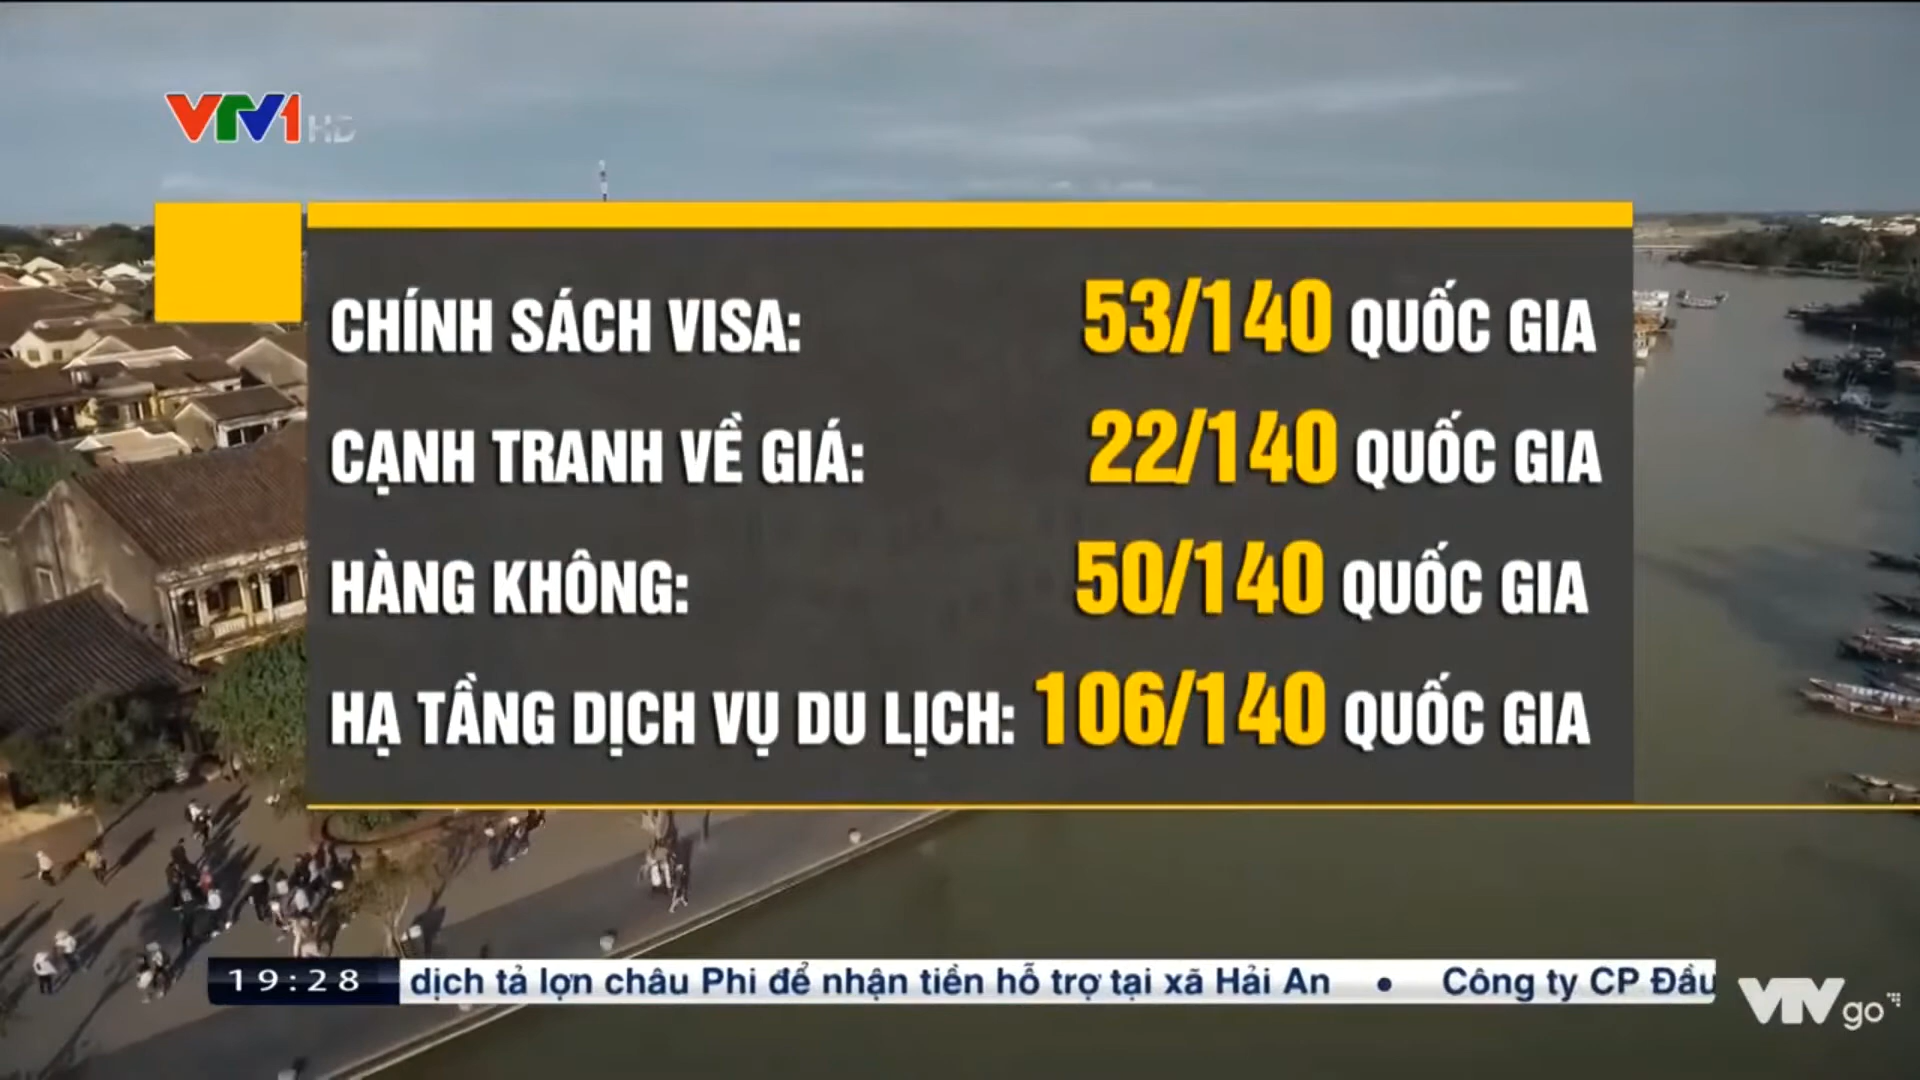 VTV1 HD
CHÍNH SÁCH VISA: 53/140 QUỐC GIA
CẠNH TRANH VỀ GIÁ: 22/140 QUỐC GIA
HÀNG KHÔNG: 50/140 QUỐC GIA
HẠ TẦNG DỊCH VỤ DU LỊCH: 106/140 QUỐC GIA
19:28 dịch tả lợn châu Phi để nhận tiền hỗ trợ tại xã Hải An • Công ty CP Đầu
VTV go